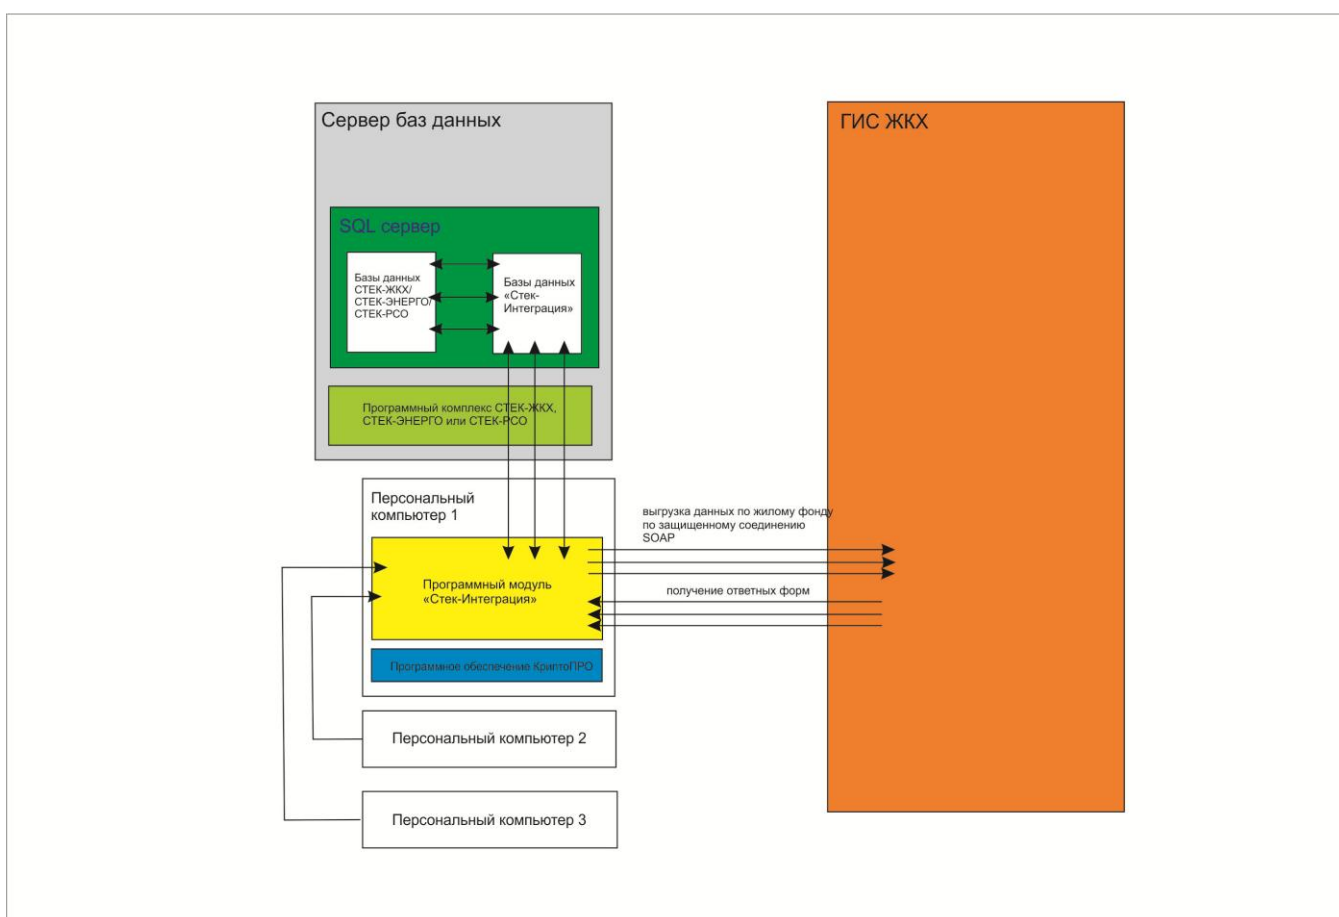 Сервер баз данных
ГИС ЖКХ
SQL сервер
Базы данных
СТЕК-ЖКХ/
СТЕК-ЭНЕРГО/
СТЕК-РСО
Базы данных
«Стек-
Интеграция»
Программный комплекс СТЕК-ЖКХ,
СТЕК-ЭНЕРГО или СТЕК-РСО
Персональный
компьютер 1
выгрузка данных по жилому фонду
по защищенному соединению
SOAP
Программный модуль
«Стек-Интеграция»
получение ответных форм
Программное обеспечение КриптоПРО
Персональный компьютер 2
Персональный компьютер 3